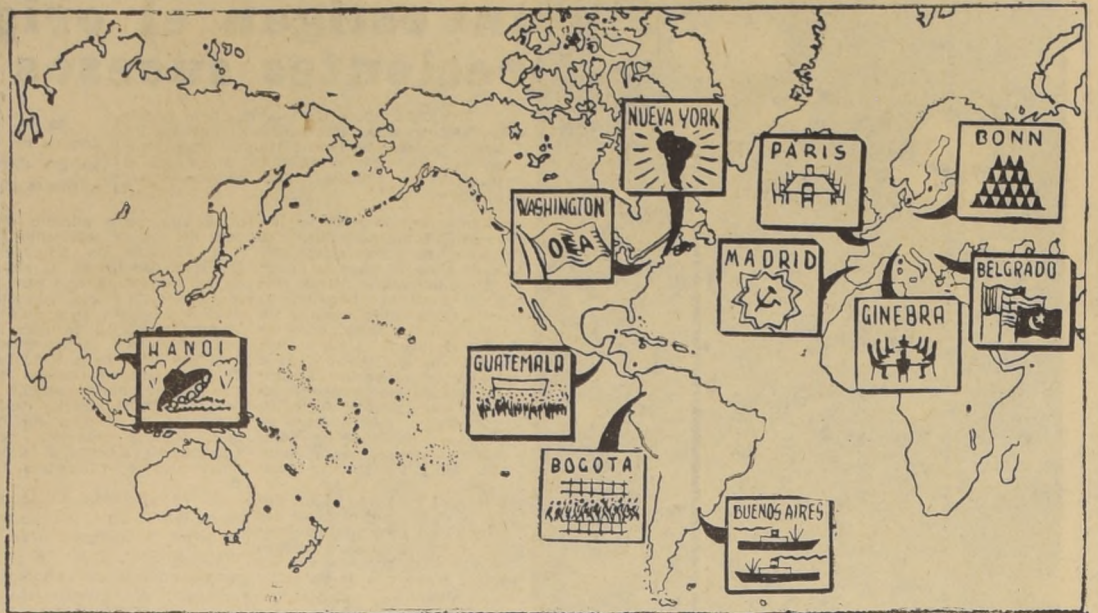 NUEVA YORK
PARIS
BONN
WASHINGTON
OEA
MADRID
BELGRADO
GINEBRA
HANOI
GUATEMALA
BOGOTA
BUENOS AIRES